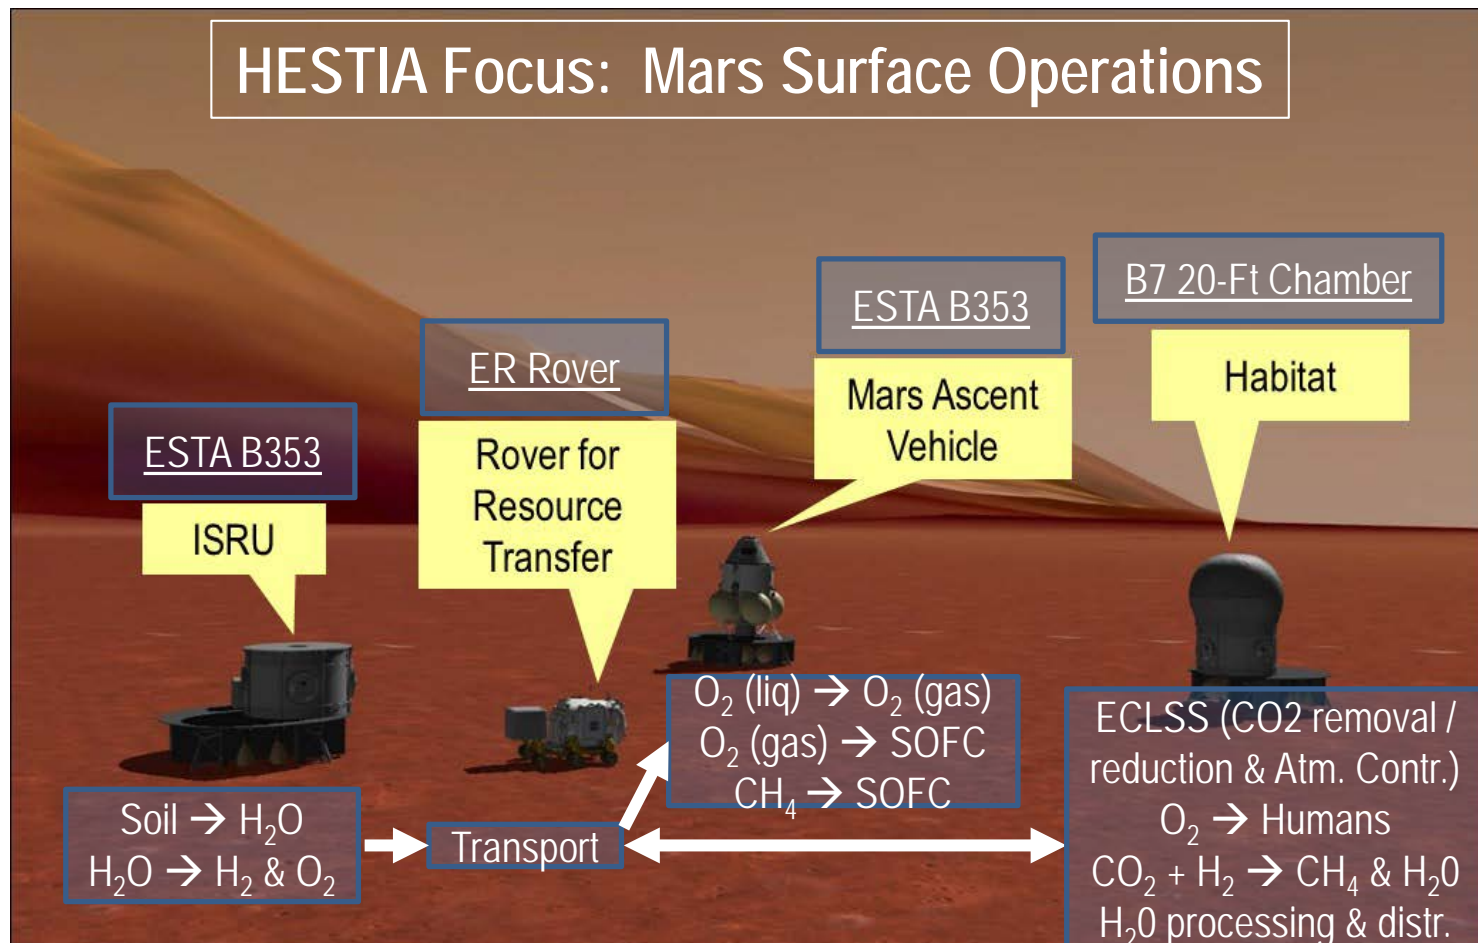 HESTIA Focus: Mars Surface Operations
ESTA B353
ISRU
ER Rover
Rover for
Resource
Transfer
ESTA B353
Mars Ascent
Vehicle
B7 20-Ft Chamber
Habitat
Soil → H₂O
H₂O → H₂ & O₂
Transport
O₂ (liq) → O₂ (gas)
O₂ (gas) → SOFC
CH₄ → SOFC
ECLSS (CO2 removal /
reduction & Atm. Contr.)
O₂ → Humans
CO₂ + H₂ → CH₄ & H₂0
H₂0 processing & distr.